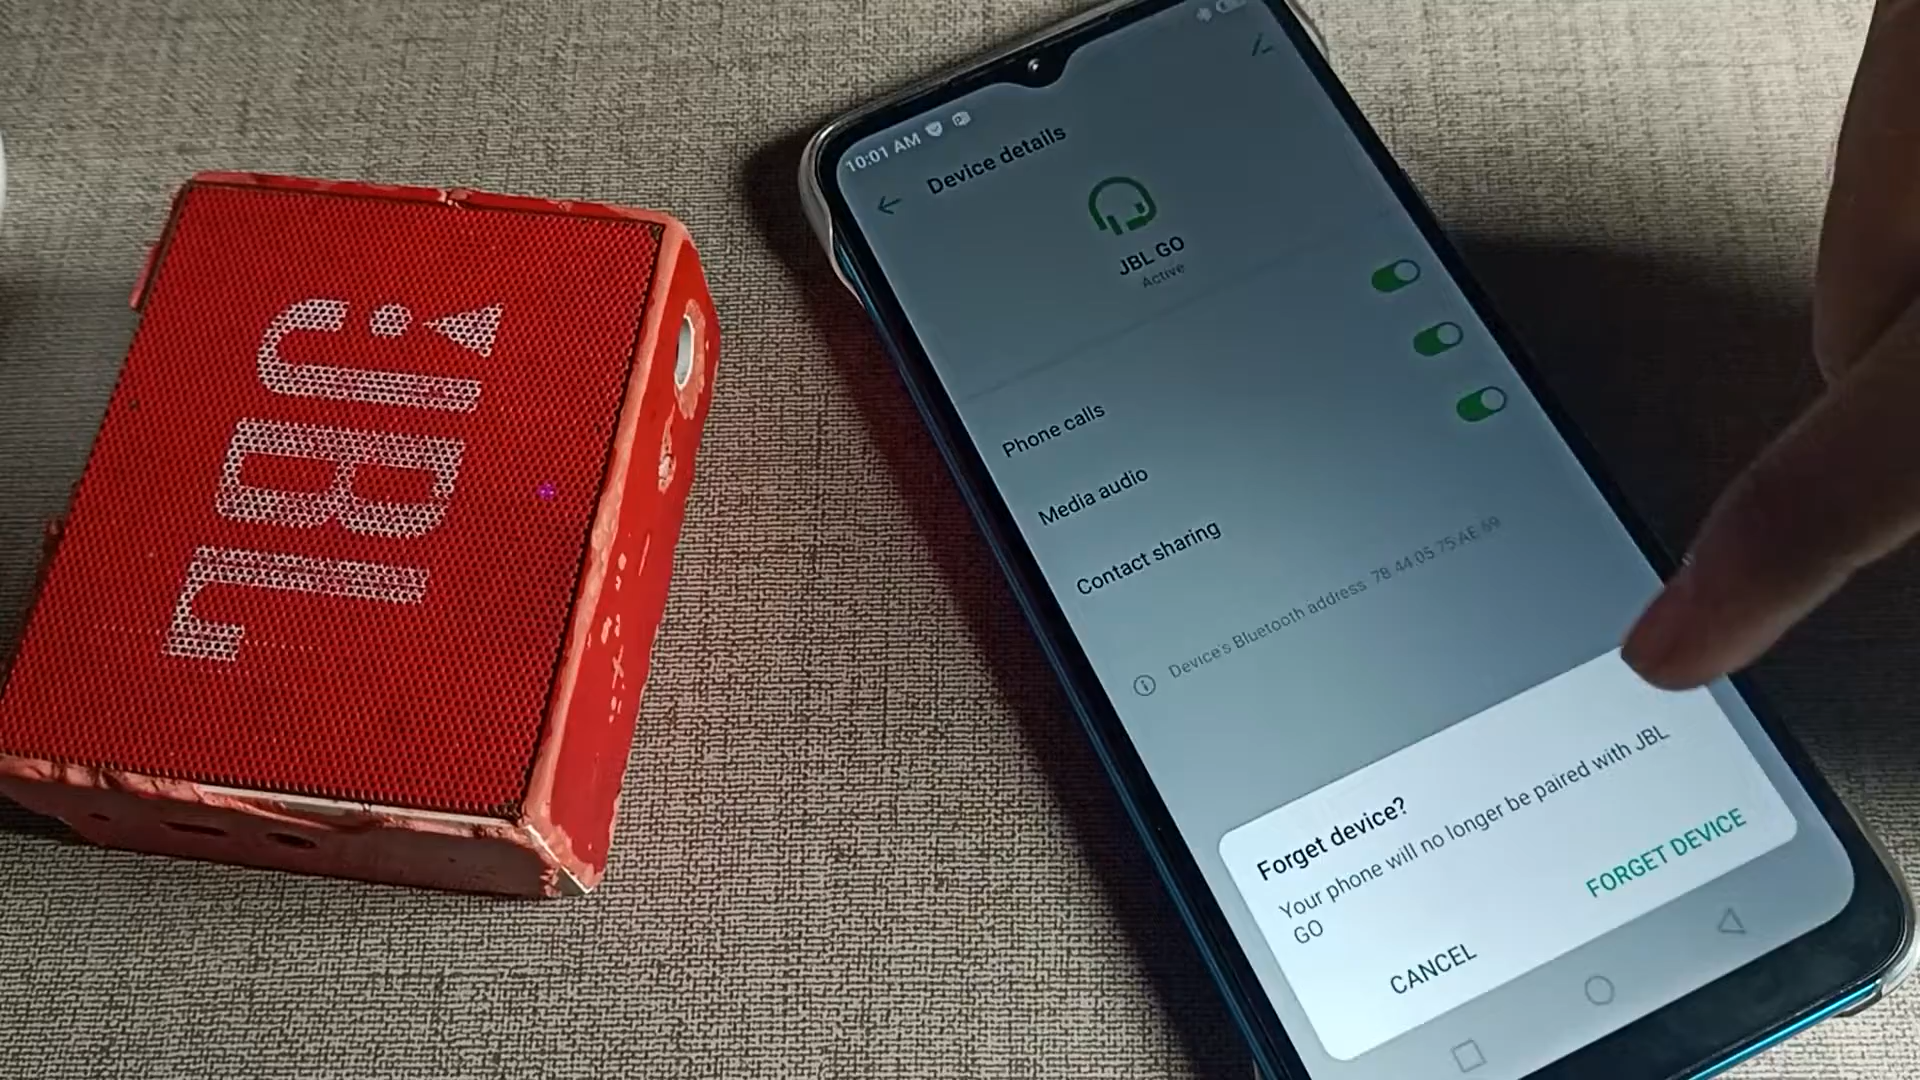 JBL
10:01 AM
Device details
JBL GO
Active
Phone calls
Media audio
Contact sharing
Device's Bluetooth address 78:44:05:75:AE:69
Forget device?
Your phone will no longer be paired with JBL
GO
CANCEL
FORGET DEVICE